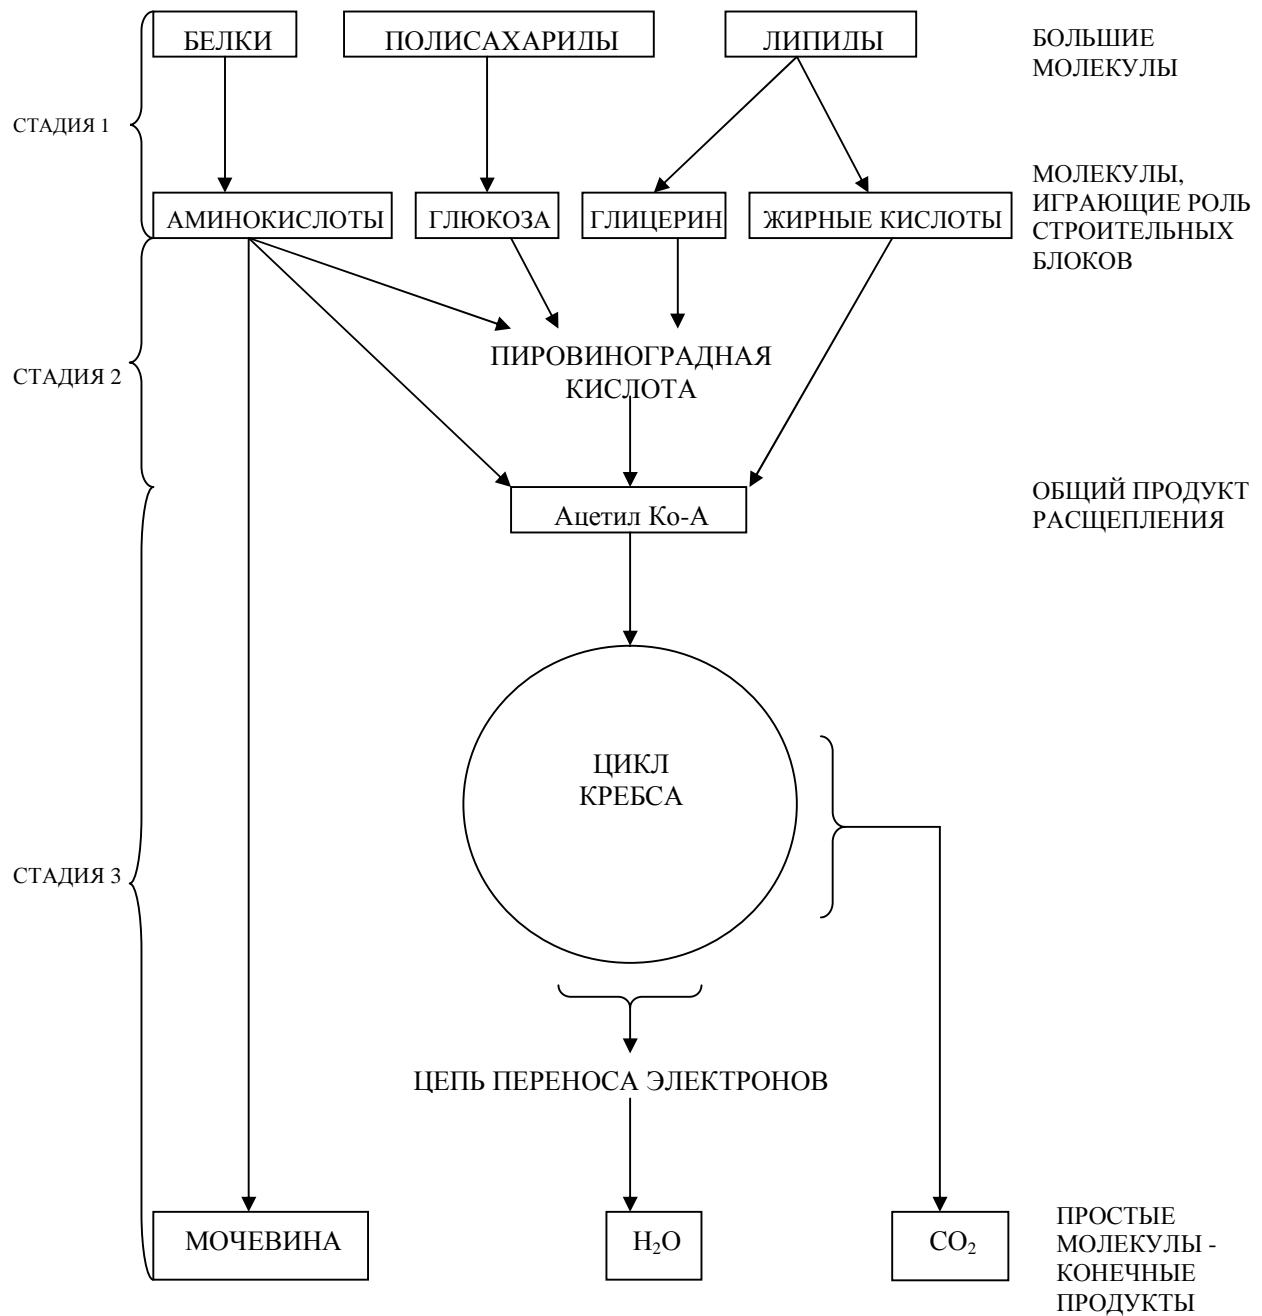 БЕЛКИ
ПОЛИСАХАРИДЫ
ЛИПИДЫ
БОЛЬШИЕ
МОЛЕКУЛЫ
СТАДИЯ 1
АМИНОКИСЛОТЫ
ГЛЮКОЗА
ГЛИЦЕРИН
ЖИРНЫЕ КИСЛОТЫ
МОЛЕКУЛЫ,
ИГРАЮЩИЕ РОЛЬ
СТРОИТЕЛЬНЫХ
БЛОКОВ
СТАДИЯ 2
ПИРОВИНОГРАДНАЯ
КИСЛОТА
Ацетил Ко-А
ОБЩИЙ ПРОДУКТ
РАСЩЕПЛЕНИЯ
ЦИКЛ
КРЕБСА
СТАДИЯ 3
ЦЕПЬ ПЕРЕНОСА ЭЛЕКТРОНОВ
МОЧЕВИНА
H₂O
CO₂
ПРОСТЫЕ
МОЛЕКУЛЫ -
КОНЕЧНЫЕ
ПРОДУКТЫ